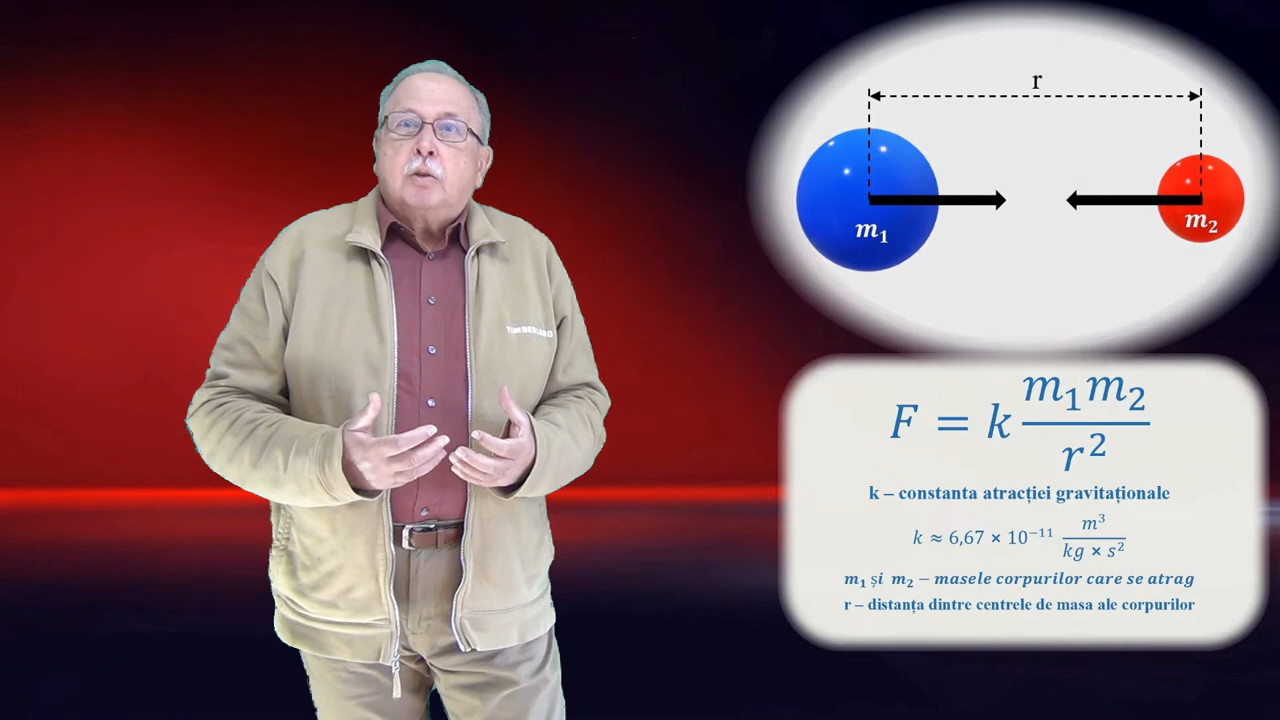 r
m₁
m₂
TIMBERLAND
F = k m₁m₂ / r²
k – constanta atracției gravitaționale
k ≈ 6,67 × 10⁻¹¹ m³ / kg × s²
m₁ și m₂ – masele corpurilor care se atrag
r – distanța dintre centrele de masa ale corpurilor